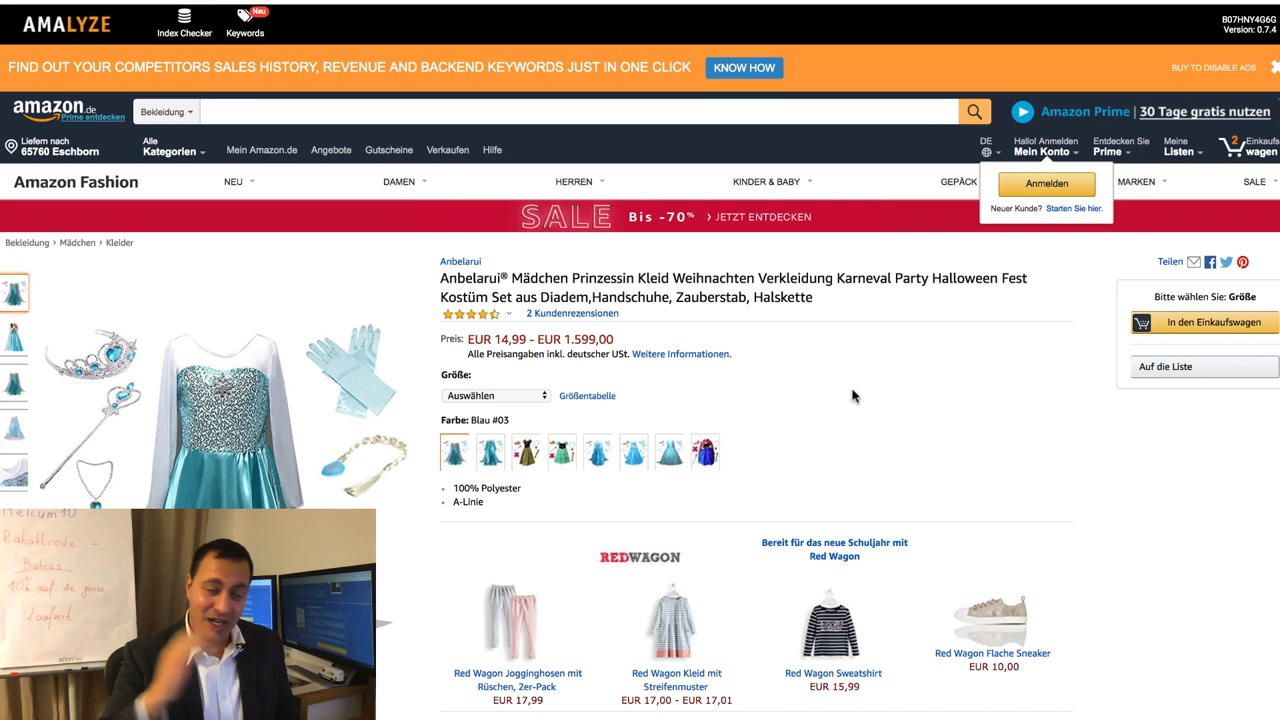 AMALYZE
Index Checker
Neu
Keywords
B07HNY4G6G
Version: 0.7.4
FIND OUT YOUR COMPETITORS SALES HISTORY, REVENUE AND BACKEND KEYWORDS JUST IN ONE CLICK
KNOW HOW
BUY TO DISABLE ADS
amazon.de
Prime entdecken
Bekleidung
Amazon Prime | 30 Tage gratis nutzen
Liefern nach
65760 Eschborn
Alle
Kategorien
Mein Amazon.de
Angebote
Gutscheine
Verkaufen
Hilfe
DE
Hallo! Anmelden
Mein Konto
Entdecken Sie
Prime
Meine
Listen
2
Einkaufs
wagen
Amazon Fashion
NEU
DAMEN
HERREN
KINDER & BABY
GEPÄCK
MARKEN
SALE
Anmelden
Neuer Kunde? Starten Sie hier.
SALE Bis -70% › JETZT ENTDECKEN
Bekleidung › Mädchen › Kleider
Anbelarui
Anbelarui® Mädchen Prinzessin Kleid Weihnachten Verkleidung Karneval Party Halloween Fest
Kostüm Set aus Diadem,Handschuhe, Zauberstab, Halskette
2 Kundenrezensionen
Preis: EUR 14,99 - EUR 1.599,00
Alle Preisangaben inkl. deutscher USt. Weitere Informationen.
Größe:
Auswählen
Größentabelle
Farbe: Blau #03
100% Polyester
A-Linie
Teilen
Bitte wählen Sie: Größe
In den Einkaufswagen
Auf die Liste
REDWAGON
Bereit für das neue Schuljahr mit
Red Wagon
Red Wagon Jogginghosen mit
Rüschen, 2er-Pack
EUR 17,99
Red Wagon Kleid mit
Streifenmuster
EUR 17,00 - EUR 17,01
Red Wagon Sweatshirt
EUR 15,99
Red Wagon Flache Sneaker
EUR 10,00
Helium10
Rabattcode -
10% auf die ganze
Laufzeit